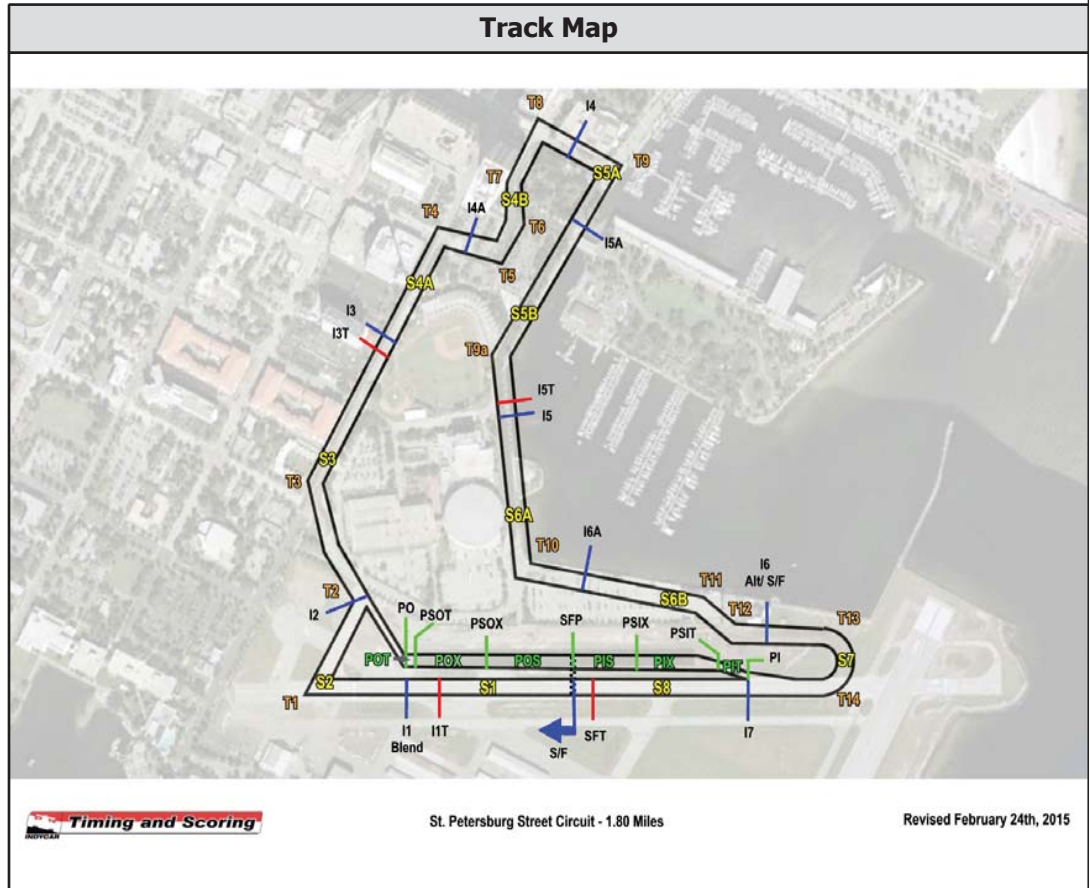 Track Map
T8
I4
T9
T7
S5A
S4B
I4A
T4
T6
I5A
T5
S4A
S5B
I3
I3T
T9a
I5T
I5
S3
T3
S6A
I6A
T10
I6
Alt/ S/F
T11
S6B
T12
T13
T2
I2
PO
PSOT
PSOX
SFP
PSIX
PSIT
PI
POT
POX
POS
PIS
PIX
PIT
S7
S2
S1
S8
T1
T14
I1
Blend
I1T
S/F
SFT
I7
INDYCAR
Timing and Scoring
St. Petersburg Street Circuit - 1.80 Miles
Revised February 24th, 2015